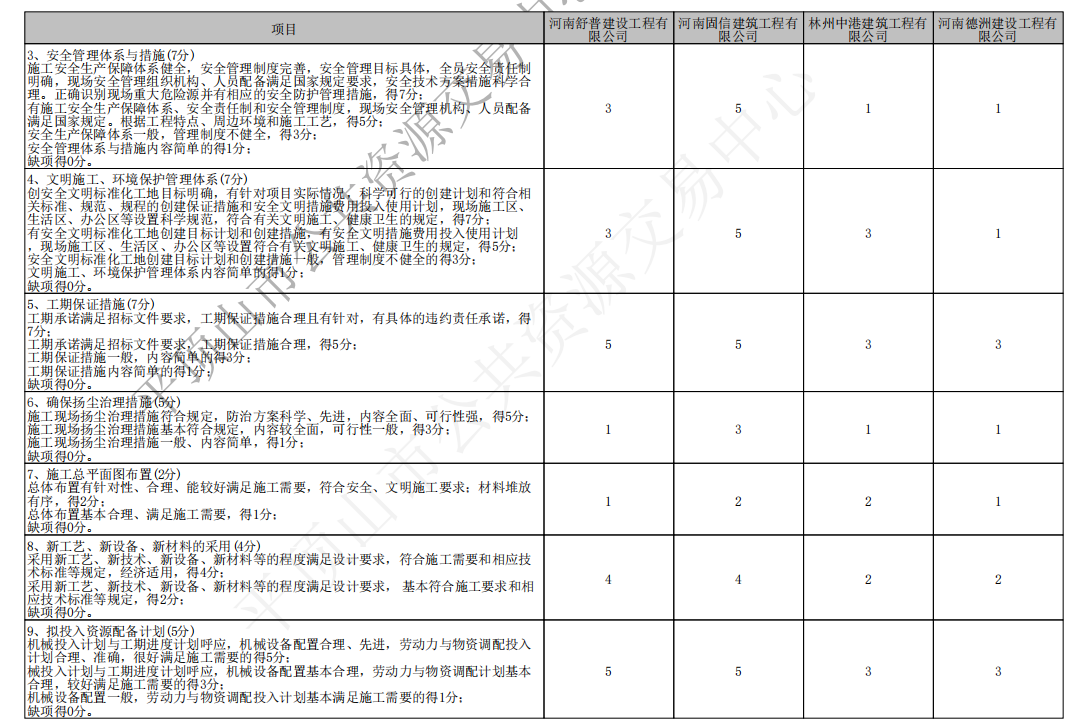 项目
河南舒普建设工程有
限公司
河南固信建筑工程有
限公司
林州中港建筑工程有
限公司
河南德洲建设工程有
限公司
3、安全管理体系与措施(7分)
施工安全生产保障体系健全，安全管理制度完善，安全管理目标具体，全员安全责任制
明确，现场安全管理组织机构、人员配备满足国家规定要求，安全技术方案措施科学合
理。正确识别现场重大危险源并有相应的安全防护管理措施，得7分；
有施工安全生产保障体系、安全责任制和安全管理制度，现场安全管理机构、人员配备
满足国家规定。根据工程特点、周边环境和施工工艺，得5分；
安全生产保障体系一般，管理制度不健全，得3分；
安全管理体系与措施内容简单的得1分；
缺项得0分。
3
5
1
1
4、文明施工、环境保护管理体系(7分)
创安全文明标准化工地目标明确，有针对项目实际情况，科学可行的创建计划和符合相
关标准、规范、规程的创建保证措施和安全文明措施费用投入使用计划，现场施工区、
生活区、办公区等设置科学规范，符合有关文明施工、健康卫生的规定，得7分；
有安全文明标准化工地创建目标计划和创建措施，有安全文明措施费用投入使用计划
，现场施工区、生活区、办公区等设置符合有关文明施工、健康卫生的规定，得5分；
安全文明标准化工地创建目标计划和创建措施一般，管理制度不健全的得3分；
文明施工、环境保护管理体系内容简单的得1分；
缺项得0分。
3
5
3
1
5、工期保证措施(7分)
工期承诺满足招标文件要求，工期保证措施合理且有针对，有具体的违约责任承诺，得
7分；
工期承诺满足招标文件要求，工期保证措施合理，得5分；
工期保证措施一般，内容简单的得3分；
工期保证措施内容简单的得1分；
缺项得0分。
5
5
3
3
6、确保扬尘治理措施(5分)
施工现场扬尘治理措施符合规定，防治方案科学、先进，内容全面、可行性强，得5分；
施工现场扬尘治理措施基本符合规定，内容较全面，可行性一般，得3分；
施工现场扬尘治理措施一般、内容简单，得1分；
缺项得0分。
1
3
1
1
7、施工总平面图布置(2分)
总体布置有针对性、合理、能较好满足施工需要，符合安全、文明施工要求；材料堆放
有序，得2分；
总体布置基本合理、满足施工需要，得1分；
缺项得0分。
1
2
2
1
8、新工艺、新设备、新材料的采用(4分)
采用新工艺、新技术、新设备、新材料等的程度满足设计要求，符合施工需要和相应技
术标准等规定，经济适用，得4分；
采用新工艺、新技术、新设备、新材料等的程度满足设计要求， 基本符合施工要求和相
应技术标准等规定，得2分；
缺项得0分。
4
4
2
2
9、拟投入资源配备计划(5分)
机械投入计划与工期进度计划呼应，机械设备配置合理、先进，劳动力与物资调配投入
计划合理、准确，很好满足施工需要的得5分；
械投入计划与工期进度计划呼应，机械设备配置基本合理，劳动力与物资调配计划基本
合理，较好满足施工需要的得3分；
机械设备配置一般，劳动力与物资调配投入计划基本满足施工需要的得1分；
缺项得0分。
5
5
3
3
平顶山市公共资源交易中心
平顶山市公共资源交易中心